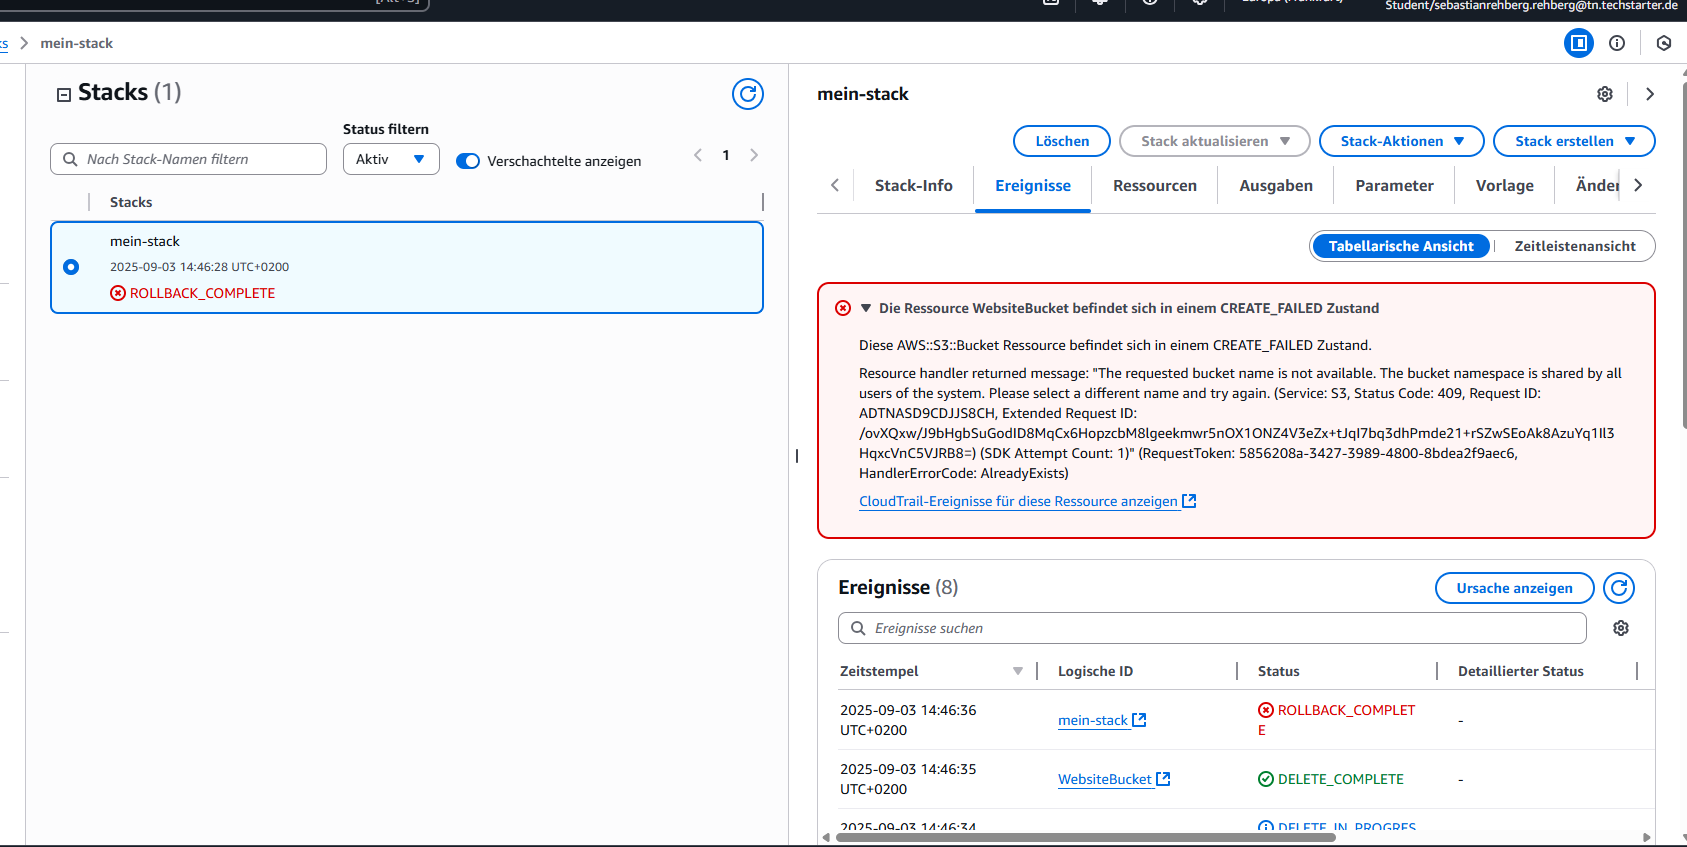 Student/sebastianrehberg.rehberg@tn.techstarter.de
mein-stack
Stacks (1)
Status filtern
Nach Stack-Namen filtern
Aktiv
Verschachtelte anzeigen
1
Stacks
mein-stack
2025-09-03 14:46:28 UTC+0200
ROLLBACK_COMPLETE
mein-stack
Löschen
Stack aktualisieren
Stack-Aktionen
Stack erstellen
Stack-Info
Ereignisse
Ressourcen
Ausgaben
Parameter
Vorlage
Änder
Tabellarische Ansicht
Zeitleistenansicht
Die Ressource WebsiteBucket befindet sich in einem CREATE_FAILED Zustand
Diese AWS::S3::Bucket Ressource befindet sich in einem CREATE_FAILED Zustand.
Resource handler returned message: "The requested bucket name is not available. The bucket namespace is shared by all
users of the system. Please select a different name and try again. (Service: S3, Status Code: 409, Request ID:
ADTNASD9CDJJS8CH, Extended Request ID:
/ovXQxw/J9bHgbSuGodID8MqCx6HopzcbM8lgeekmwr5nOX1ONZ4V3eZx+tJqI7bq3dhPmde21+rSZwSEoAk8AzuYq1Il3
HqxcVnC5VJRB8=) (SDK Attempt Count: 1)" (RequestToken: 5856208a-3427-3989-4800-8bdea2f9aec6,
HandlerErrorCode: AlreadyExists)
CloudTrail-Ereignisse für diese Ressource anzeigen
Ereignisse (8)
Ursache anzeigen
Ereignisse suchen
Zeitstempel
Logische ID
Status
Detaillierter Status
2025-09-03 14:46:36
UTC+0200
mein-stack
ROLLBACK_COMPLET
E
-
2025-09-03 14:46:35
UTC+0200
WebsiteBucket
DELETE_COMPLETE
-
2025-09-03 14:46:34
DELETE_IN_PROGRES